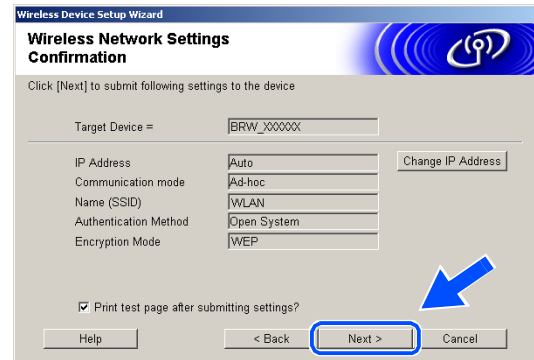 Wireless Device Setup Wizard
Wireless Network Settings
Confirmation
Click [Next] to submit following settings to the device
Target Device = BRW_XXXXXX
IP Address Auto Change IP Address
Communication mode Ad-hoc
Name (SSID) WLAN
Authentication Method Open System
Encryption Mode WEP
Print test page after submitting settings?
Help < Back Next > Cancel